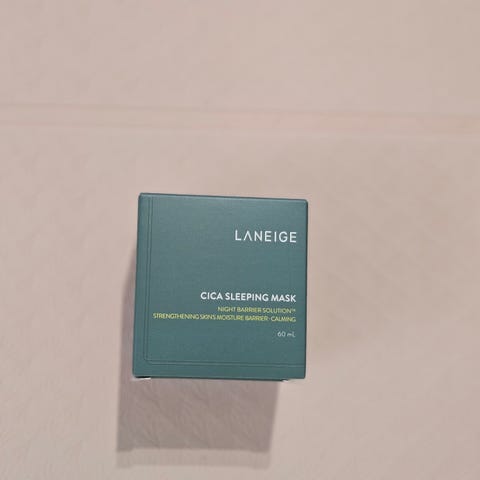 LANEIGE
CICA SLEEPING MASK
NIGHT BARRIER SOLUTION™
STRENGTHENING SKIN'S MOISTURE BARRIER · CALMING
60 mL